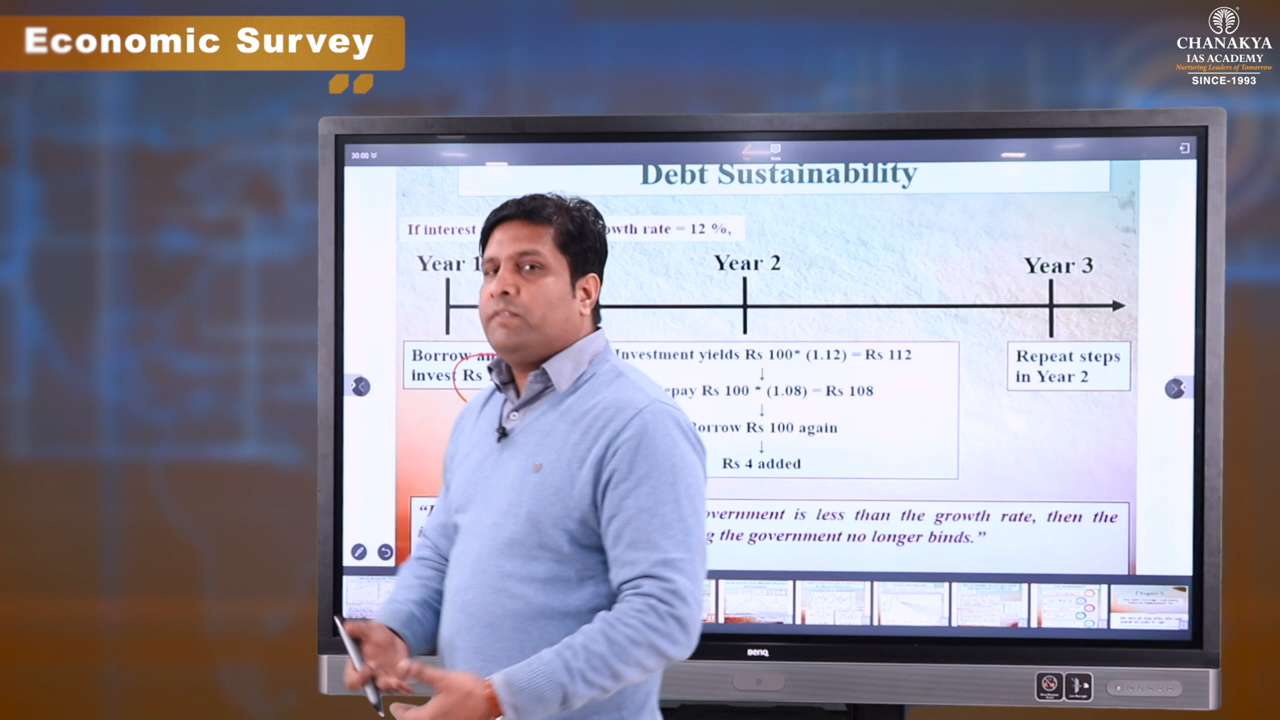 Economic Survey
CHANAKYA
IAS ACADEMY
Nurturing Leaders of Tomorrow
SINCE-1993
30:00
Debt Sustainability
If interest
owth rate = 12 %,
Year 1
Year 2
Year 3
Borrow an
invest Rs
Investment yields Rs 100* (1.12) = Rs 112
↓
epay Rs 100 * (1.08) = Rs 108
↓
Borrow Rs 100 again
↓
Rs 4 added
Repeat steps
in Year 2
overnment is less than the growth rate, then the
g the government no longer binds.”
BenQ